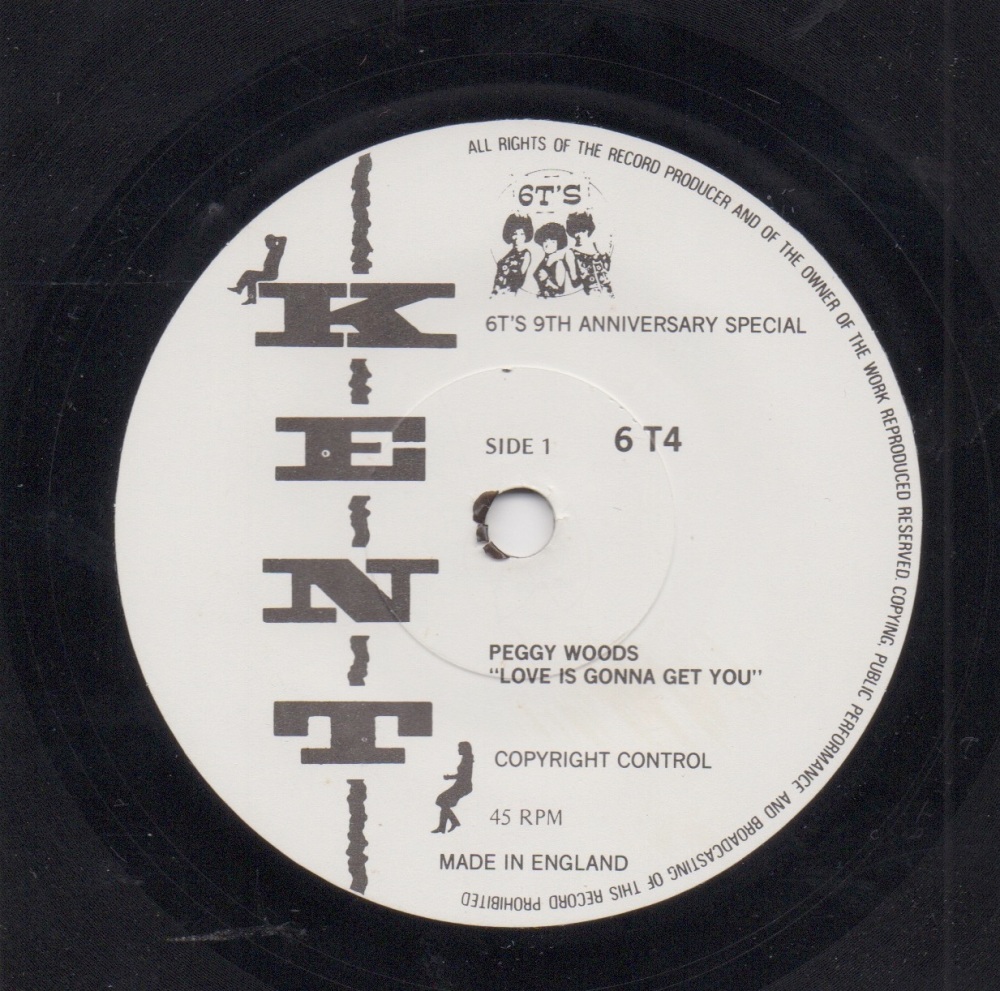 ALL RIGHTS OF THE RECORD PRODUCER AND OF THE OWNER OF THE WORK REPRODUCED RESERVED. COPYING, PUBLIC PERFORMANCE AND BROADCASTING OF THIS RECORD PROHIBITED
6T'S
KENT
6T'S 9TH ANNIVERSARY SPECIAL
SIDE 1 6 T4
PEGGY WOODS
"LOVE IS GONNA GET YOU"
COPYRIGHT CONTROL
45 RPM
MADE IN ENGLAND